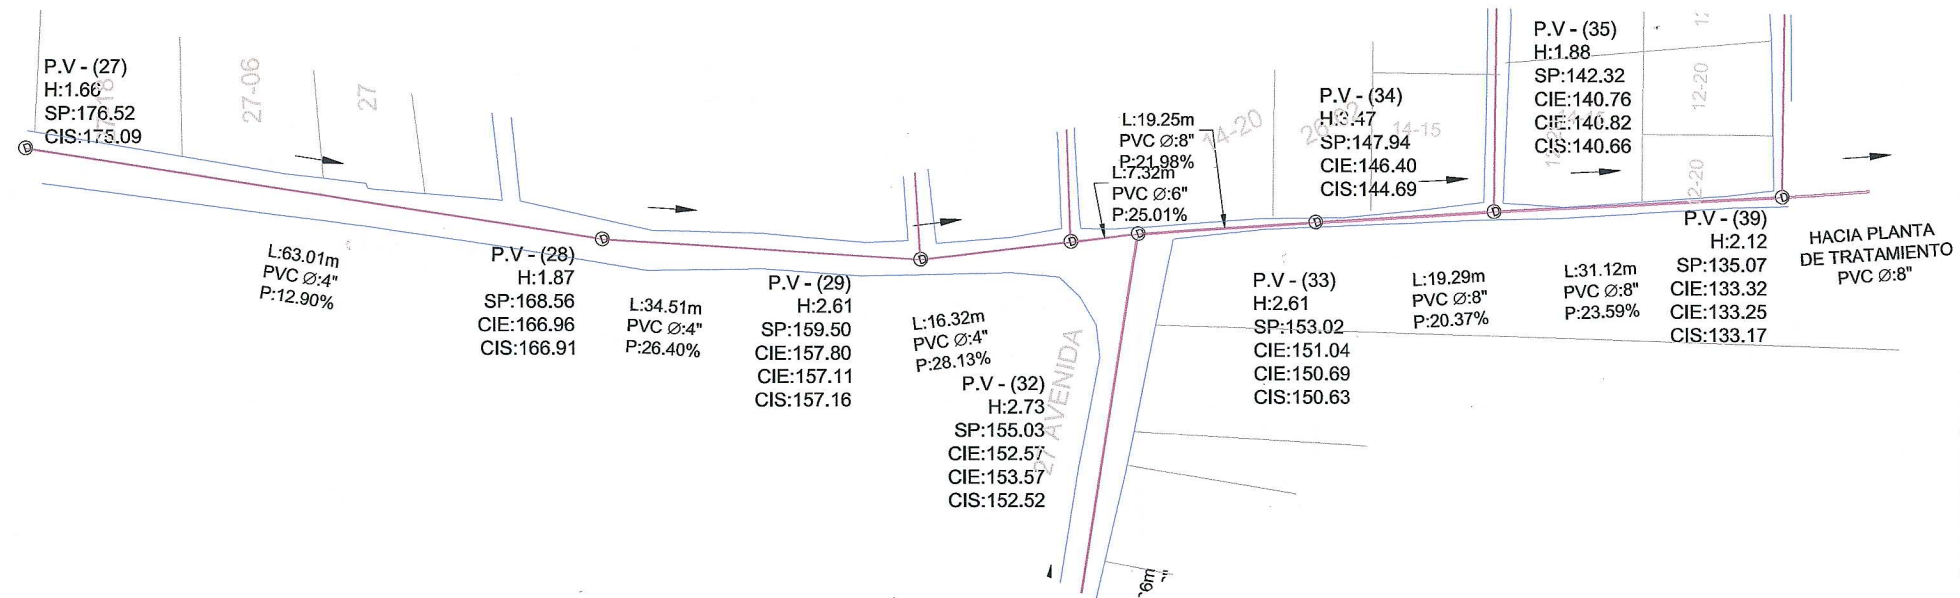 P.V - (27)
H:1.66
SP:176.52
CIS:175.09
27-06
27
L:63.01m
PVC Ø:4"
P:12.90%
P.V - (28)
H:1.87
SP:168.56
CIE:166.96
CIS:166.91
L:34.51m
PVC Ø:4"
P:26.40%
P.V - (29)
H:2.61
SP:159.50
CIE:157.80
CIE:157.11
CIS:157.16
L:16.32m
PVC Ø:4"
P:28.13%
P.V - (32)
H:2.73
SP:155.03
CIE:152.57
CIE:153.57
CIS:152.52
27 AVENIDA
L:19.25m
PVC Ø:8"
P:21.98%
L:7.32m
PVC Ø:6"
P:25.01%
14-20
P.V - (33)
H:2.61
SP:153.02
CIE:151.04
CIE:150.69
CIS:150.63
P.V - (34)
H:3.47
SP:147.94
CIE:146.40
CIS:144.69
14-15
L:19.29m
PVC Ø:8"
P:20.37%
P.V - (35)
H:1.88
SP:142.32
CIE:140.76
CIE:140.82
CIS:140.66
12-20
L:31.12m
PVC Ø:8"
P:23.59%
P.V - (39)
H:2.12
SP:135.07
CIE:133.32
CIE:133.25
CIS:133.17
HACIA PLANTA
DE TRATAMIENTO
PVC Ø:8"